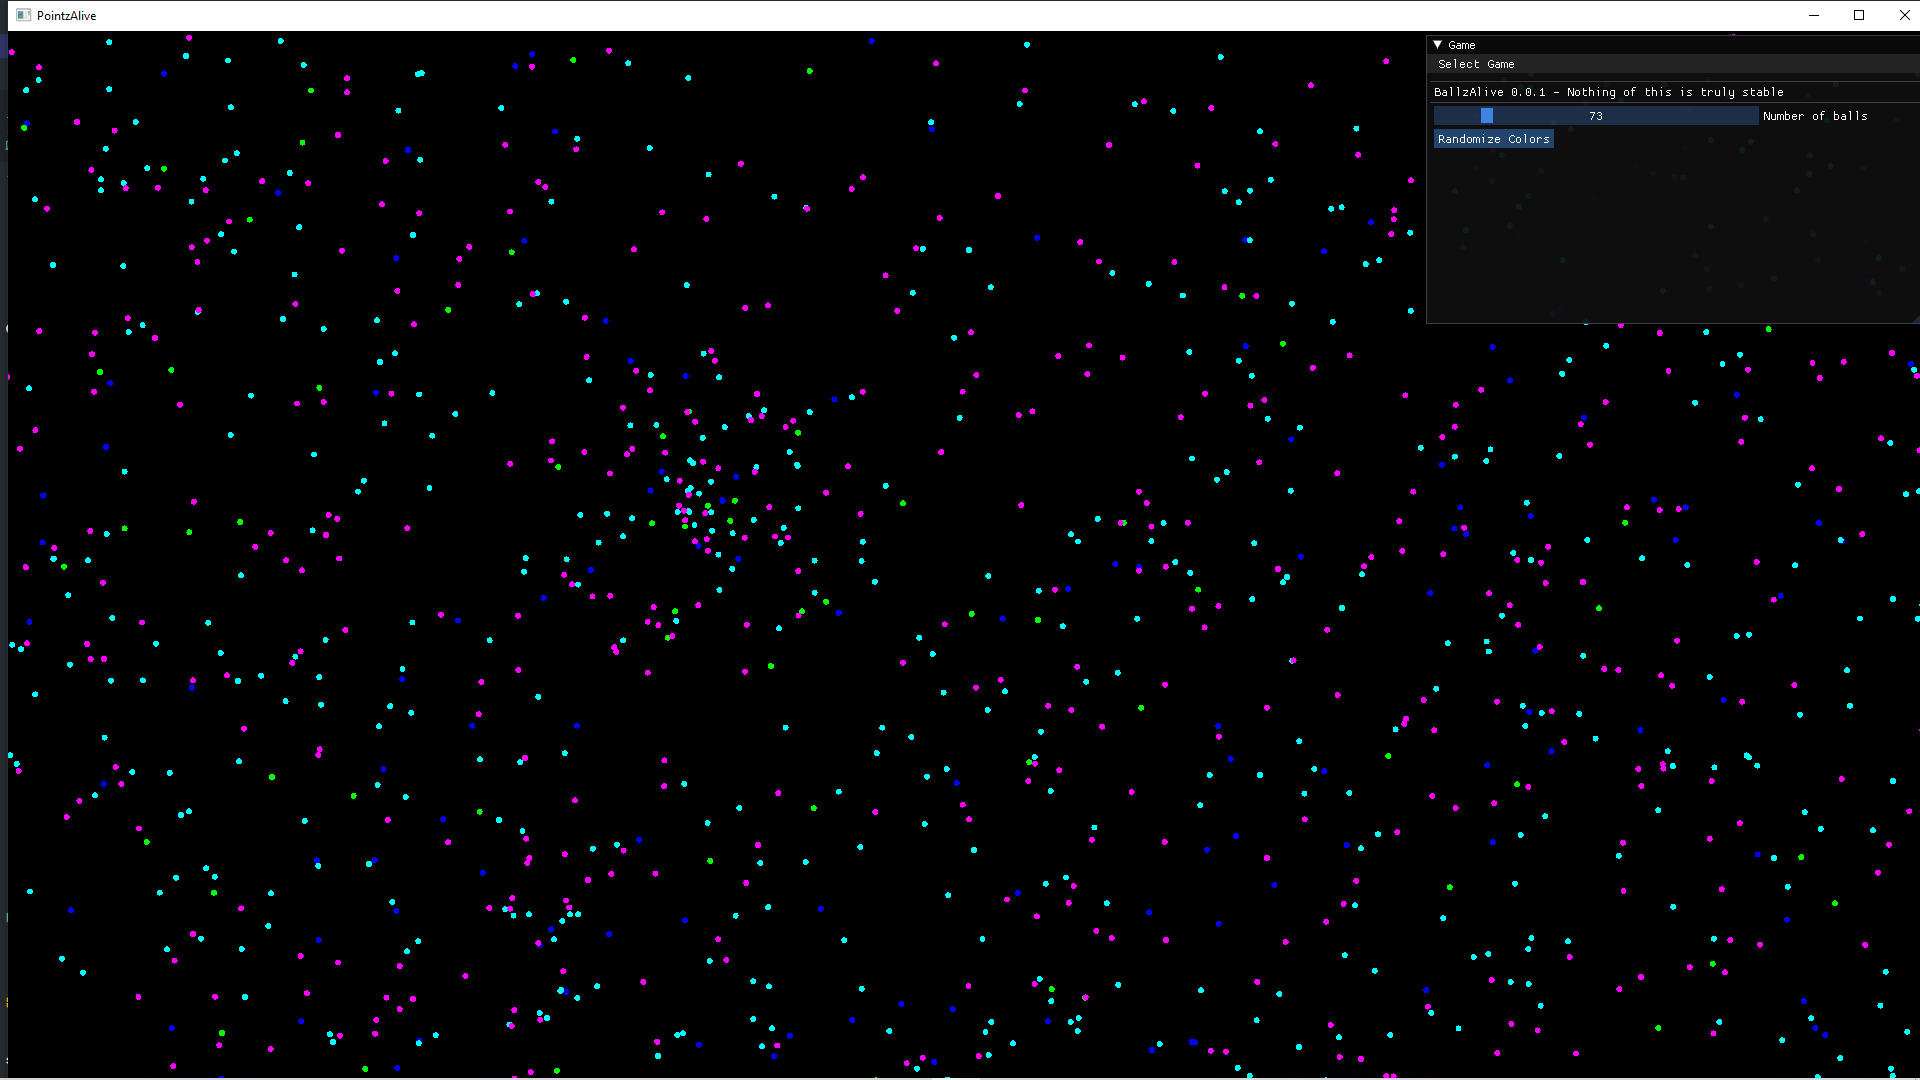 PointzAlive
Game
Select Game
BallzAlive 0.0.1 - Nothing of this is truly stable
73 Number of balls
Randomize Colors